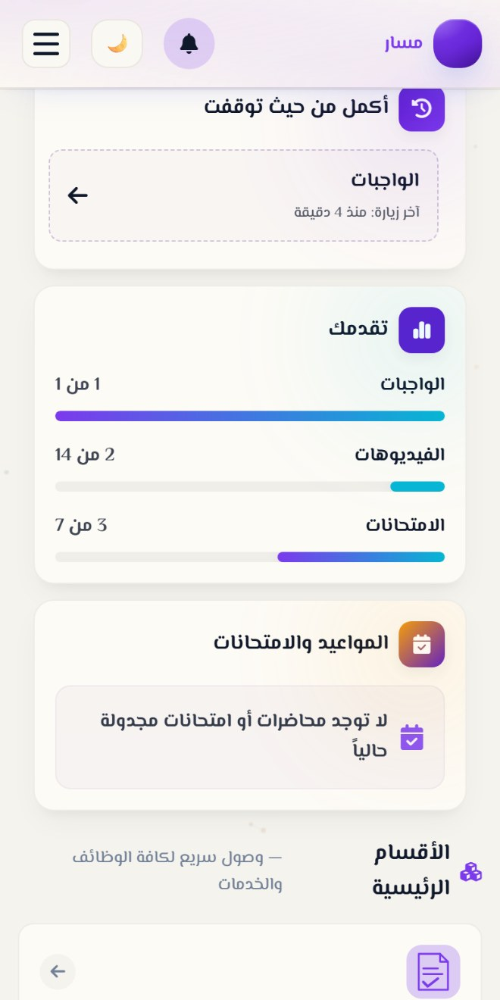 مسار
أكمل من حيث توقفت
الواجبات
آخر زيارة: منذ 4 دقيقة
تقدمك
الواجبات
1 من 1
الفيديوهات
2 من 14
الامتحانات
3 من 7
المواعيد والامتحانات
لا توجد محاضرات أو امتحانات مجدولة
حالياً
الأقسام
الرئيسية
— وصول سريع لكافة الوظائف
والخدمات